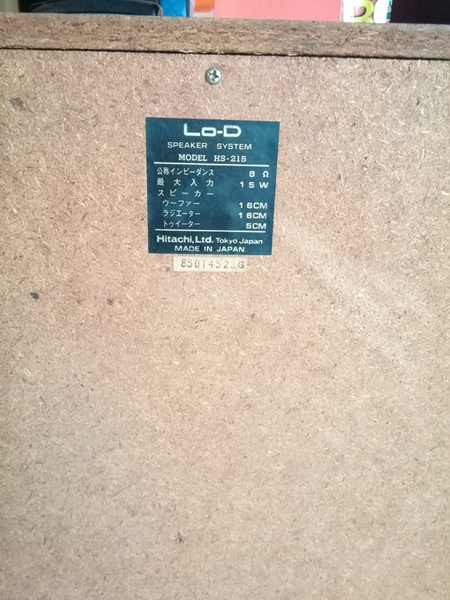 Lo-D
SPEAKER SYSTEM
MODEL HS-215
公称インピーダンス 8 Ω
最大入力 15 W
スピーカー
ウーファー 16CM
ラジエーター 16CM
トゥイーター 5CM
Hitachi, Ltd. Tokyo Japan
MADE IN JAPAN